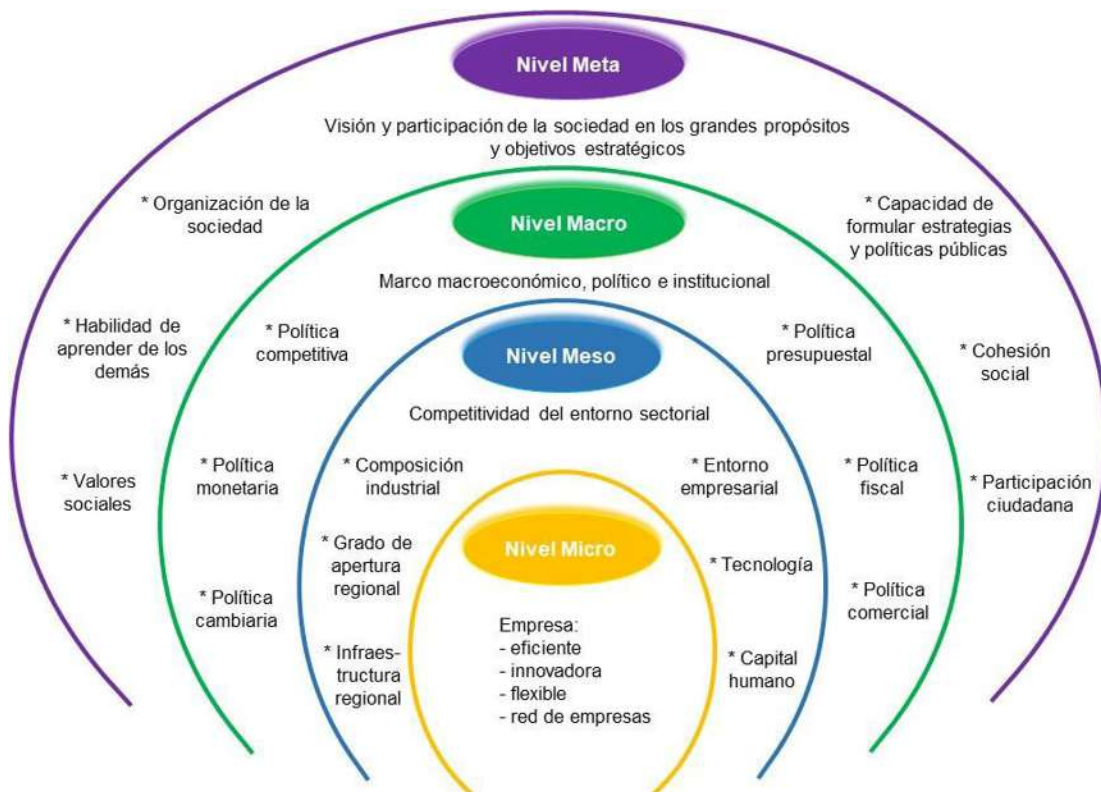 Nivel Meta
Visión y participación de la sociedad en los grandes propósitos
y objetivos estratégicos
* Organización de la
sociedad
* Capacidad de
formular estrategias
y políticas públicas
* Habilidad de
aprender de los
demás
* Cohesión
social
* Valores
sociales
* Participación
ciudadana
Nivel Macro
Marco macroeconómico, político e institucional
* Política
competitiva
* Política
presupuestal
* Política
monetaria
* Política
fiscal
* Política
cambiaria
* Política
comercial
Nivel Meso
Competitividad del entorno sectorial
* Composición
industrial
* Entorno
empresarial
* Grado de
apertura
regional
* Tecnología
* Infraes-
tructura
regional
* Capital
humano
Nivel Micro
Empresa:
- eficiente
- innovadora
- flexible
- red de empresas